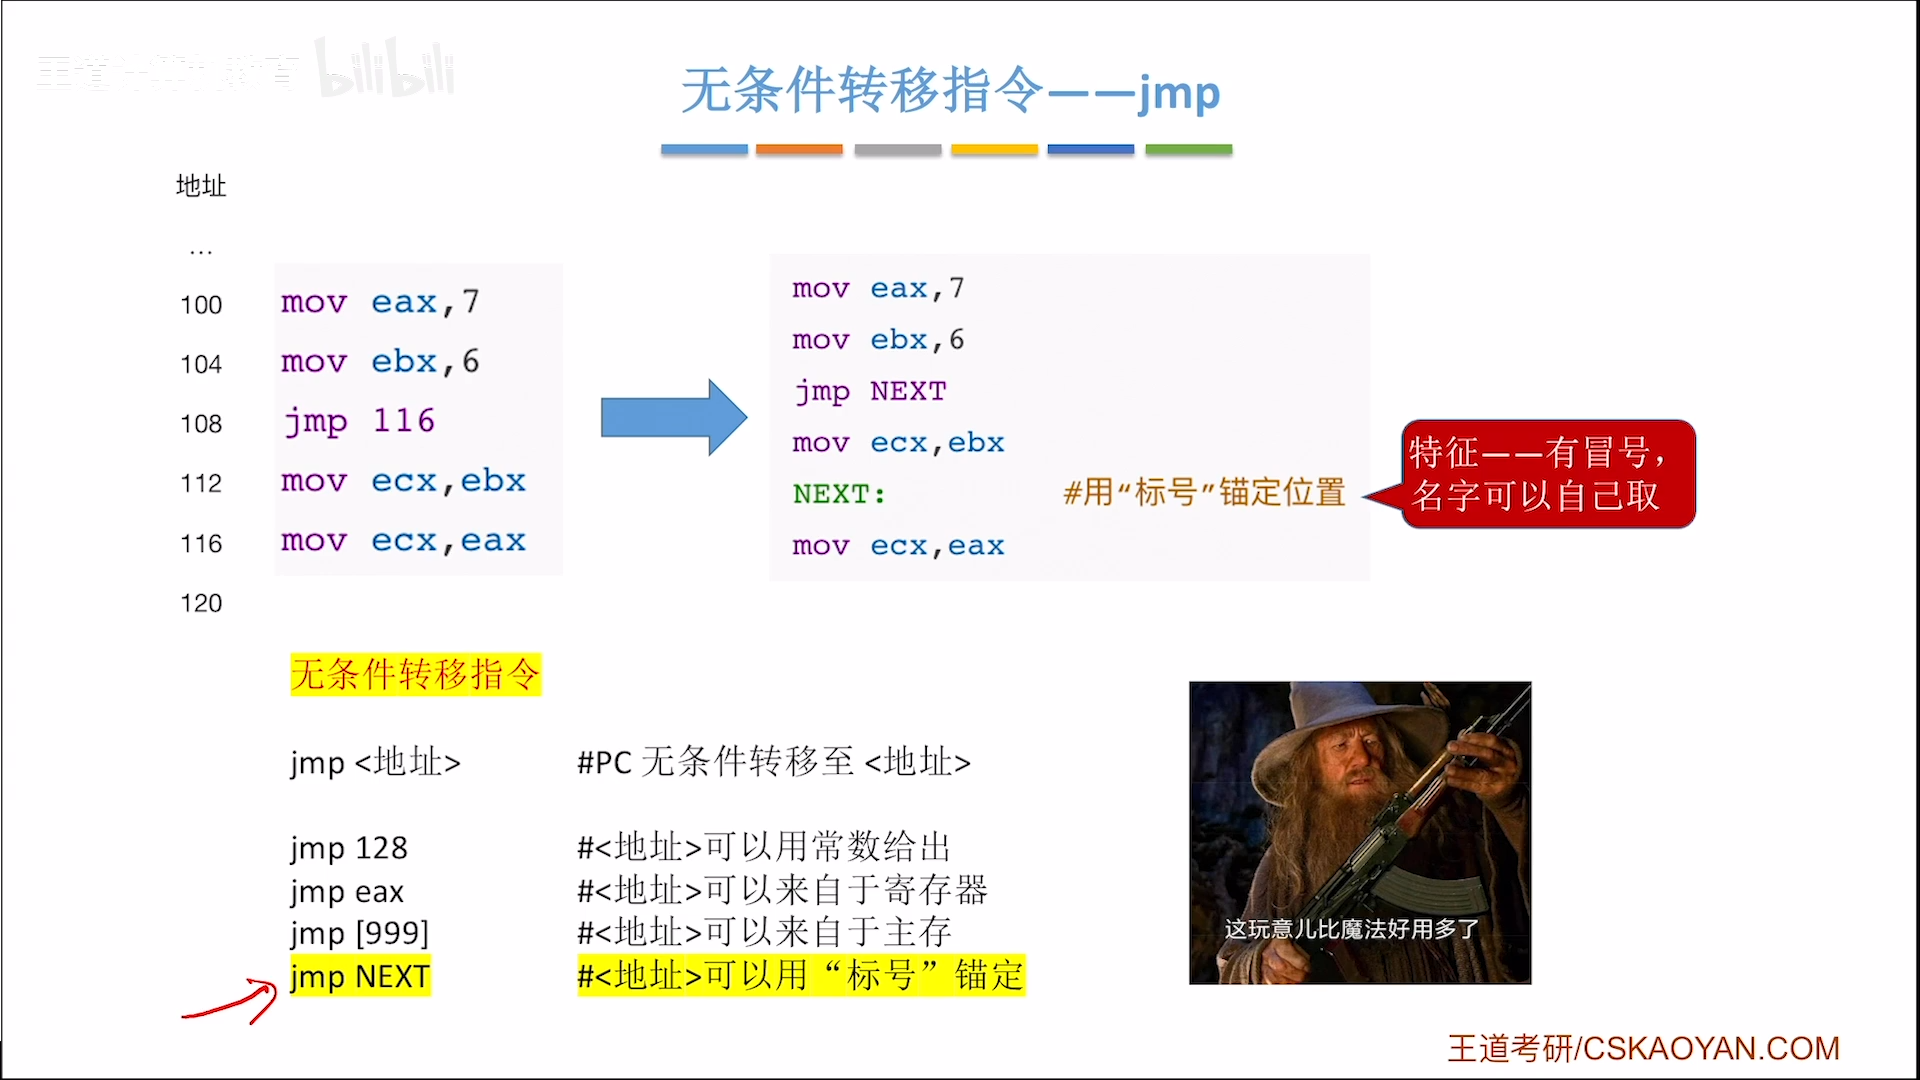 bilibili
无条件转移指令——jmp
地址
…
100 mov eax,7
104 mov ebx,6
108 jmp 116
112 mov ecx,ebx
116 mov ecx,eax
120
mov eax,7
mov ebx,6
jmp NEXT
mov ecx,ebx
NEXT: #用“标号”锚定位置
mov ecx,eax
特征——有冒号，
名字可以自己取
无条件转移指令
jmp <地址> #PC 无条件转移至 <地址>
jmp 128 #<地址>可以用常数给出
jmp eax #<地址>可以来自于寄存器
jmp [999] #<地址>可以来自于主存
jmp NEXT #<地址>可以用“标号”锚定
这玩意儿比魔法好用多了
王道考研/CSKAOYAN.COM